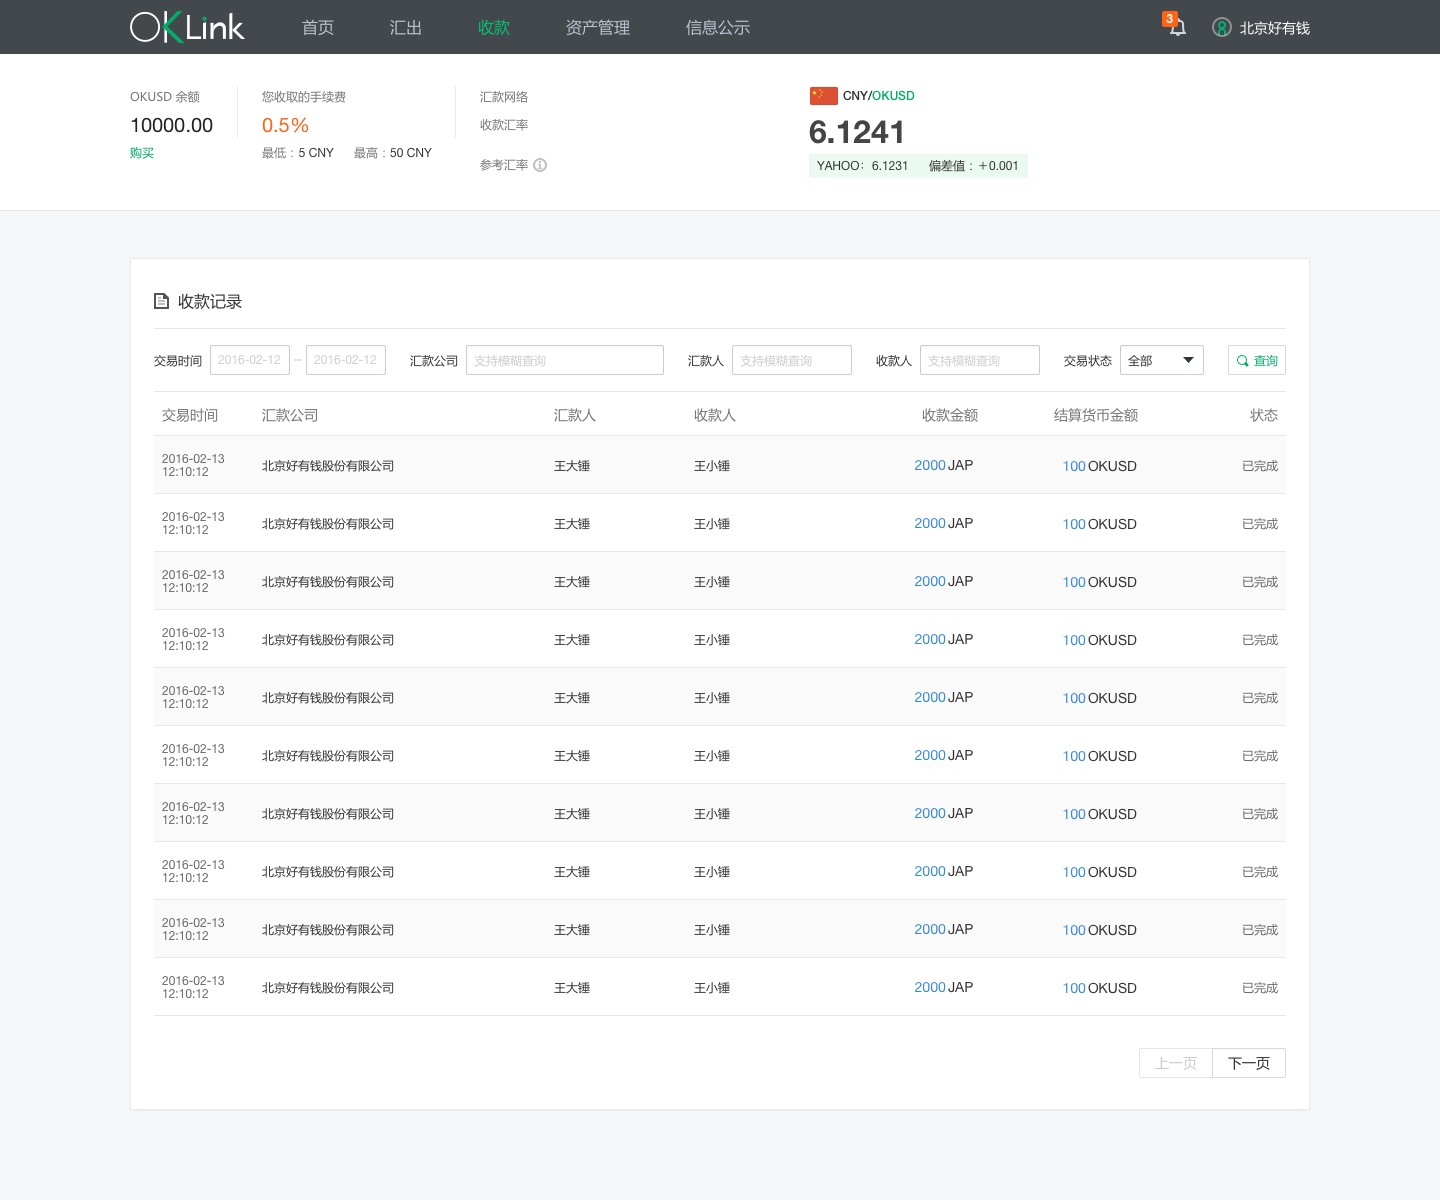 OKLink 首页 汇出 收款 资产管理 信息公示 3 北京好有钱
OKUSD 余额
10000.00
购买
您收取的手续费
0.5%
最低：5 CNY 最高：50 CNY
汇款网络
收款汇率
参考汇率
CNY/OKUSD
6.1241
YAHOO: 6.1231 偏差值：＋0.001
收款记录
交易时间 2016-02-12 – 2016-02-12 汇款公司 支持模糊查询 汇款人 支持模糊查询 收款人 支持模糊查询 交易状态 全部 查询
交易时间 汇款公司 汇款人 收款人 收款金额 结算货币金额 状态
2016-02-13
12:10:12 北京好有钱股份有限公司 王大锤 王小锤 2000 JAP 100 OKUSD 已完成
2016-02-13
12:10:12 北京好有钱股份有限公司 王大锤 王小锤 2000 JAP 100 OKUSD 已完成
2016-02-13
12:10:12 北京好有钱股份有限公司 王大锤 王小锤 2000 JAP 100 OKUSD 已完成
2016-02-13
12:10:12 北京好有钱股份有限公司 王大锤 王小锤 2000 JAP 100 OKUSD 已完成
2016-02-13
12:10:12 北京好有钱股份有限公司 王大锤 王小锤 2000 JAP 100 OKUSD 已完成
2016-02-13
12:10:12 北京好有钱股份有限公司 王大锤 王小锤 2000 JAP 100 OKUSD 已完成
2016-02-13
12:10:12 北京好有钱股份有限公司 王大锤 王小锤 2000 JAP 100 OKUSD 已完成
2016-02-13
12:10:12 北京好有钱股份有限公司 王大锤 王小锤 2000 JAP 100 OKUSD 已完成
2016-02-13
12:10:12 北京好有钱股份有限公司 王大锤 王小锤 2000 JAP 100 OKUSD 已完成
2016-02-13
12:10:12 北京好有钱股份有限公司 王大锤 王小锤 2000 JAP 100 OKUSD 已完成
上一页 下一页